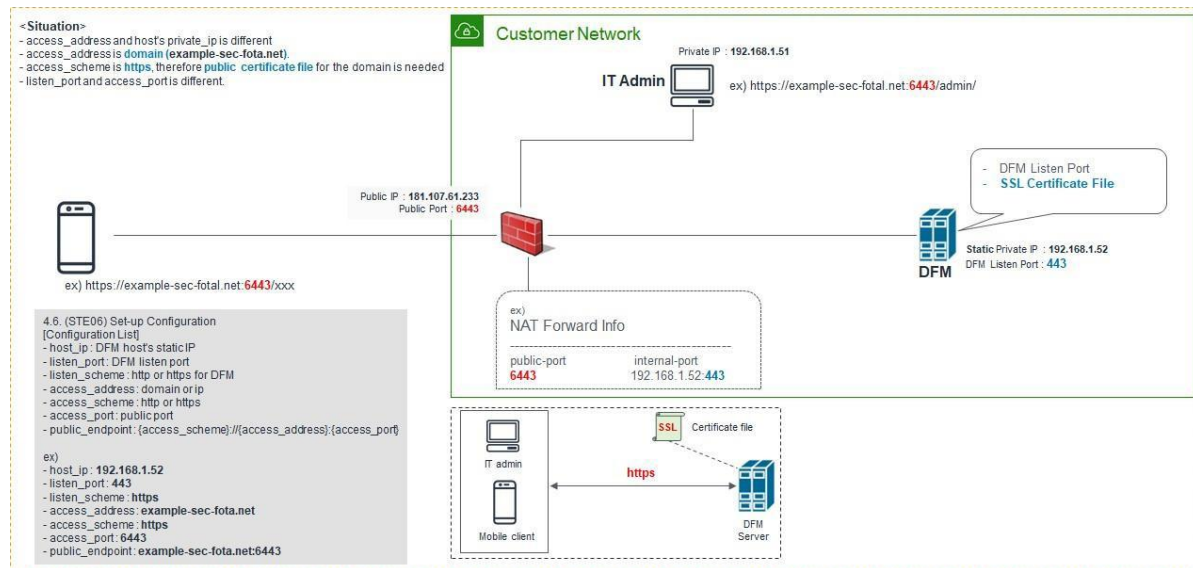 <Situation>
- access_address and host's private_ip is different
- access_address is domain (example-sec-fota.net).
- access_scheme is https, therefore public certificate file for the domain is needed
- listen_port and access_port is different.
Customer Network
Private IP : 192.168.1.51
IT Admin
ex) https://example-sec-fotal.net:6443/admin/
- DFM Listen Port
- SSL Certificate File
Public IP : 181.107.61.233
Public Port : 6443
Static Private IP : 192.168.1.52
DFM Listen Port : 443
DFM
ex) https://example-sec-fotal.net:6443/xxx
ex)
NAT Forward Info
public-port internal-port
6443 192.168.1.52:443
4.6. (STE06) Set-up Configuration
[Configuration List]
- host_ip : DFM host's static IP
- listen_port : DFM listen port
- listen_scheme : http or https for DFM
- access_address : domain or ip
- access_scheme : http or https
- access_port : public port
- public_endpoint : {access_scheme}://{access_address}:{access_port}
ex)
- host_ip : 192.168.1.52
- listen_port : 443
- listen_scheme : https
- access_address : example-sec-fota.net
- access_scheme : https
- access_port : 6443
- public_endpoint : example-sec-fota.net:6443
SSL Certificate file
IT admin
https
Mobile client
DFM
Server